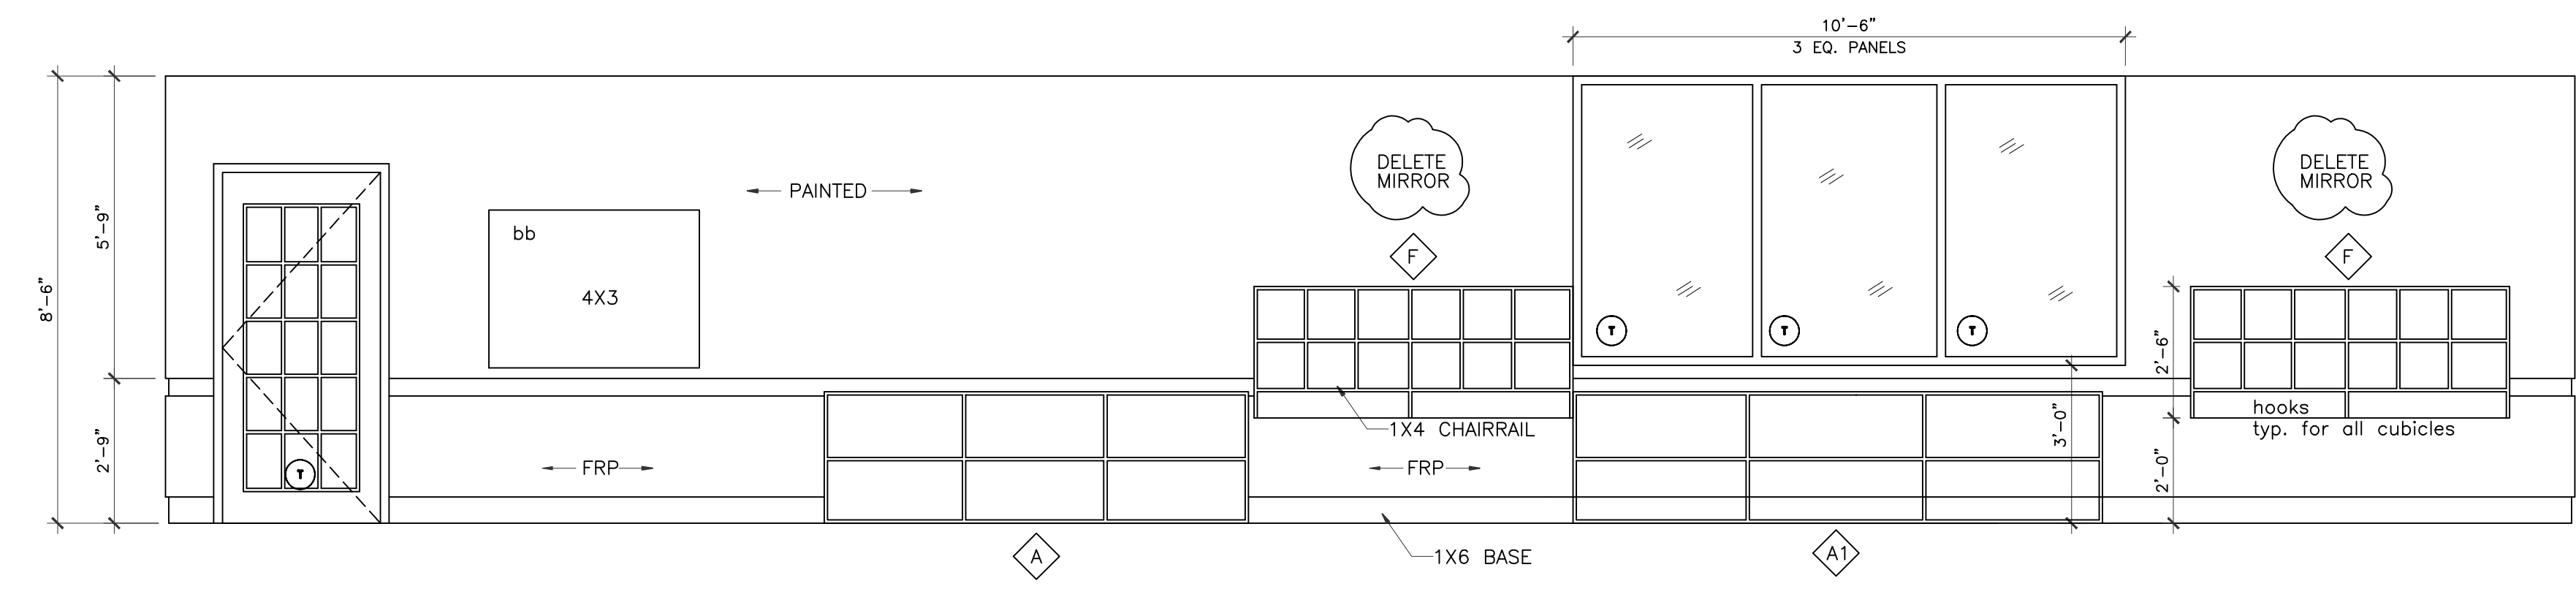 10'-6"
3 EQ. PANELS
8'-6"
5'-9"
2'-9"
PAINTED
bb
4X3
DELETE
MIRROR
F
DELETE
MIRROR
F
T
T
T
T
2'-6"
hooks
typ. for all cubicles
1X4 CHAIRRAIL
3'-0"
2'-0"
FRP
FRP
A
1X6 BASE
A1